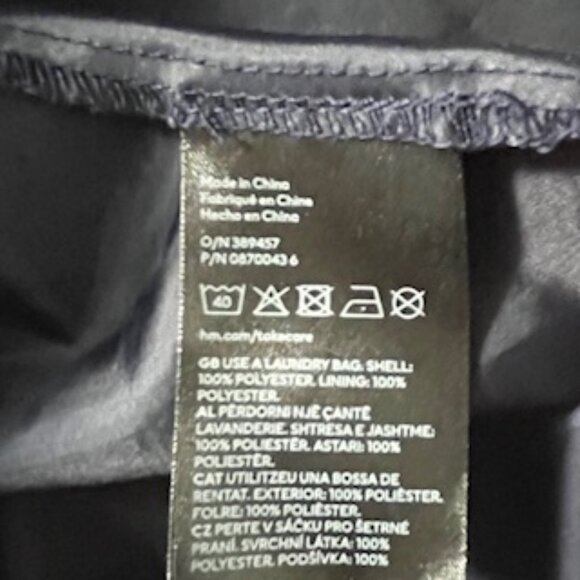 Made in China
Fabriqué en Chine
Hecho en China
O/N 389457
P/N 0870043 6
40
hm.com/takecare
GB USE A LAUNDRY BAG. SHELL:
100% POLYESTER. LINING: 100%
POLYESTER.
AL PËRDORNI NJË ÇANTË
LAVANDERIE. SHTRESA E JASHTME:
100% POLIESTËR. ASTARI: 100%
POLIESTËR.
CAT UTILITZEU UNA BOSSA DE
RENTAT. EXTERIOR: 100% POLIÈSTER.
FOLRE: 100% POLIÈSTER.
CZ PERTE V SÁČKU PRO ŠETRNÉ
PRANÍ. SVRCHNÍ LÁTKA: 100%
POLYESTER. PODŠÍVKA: 100%